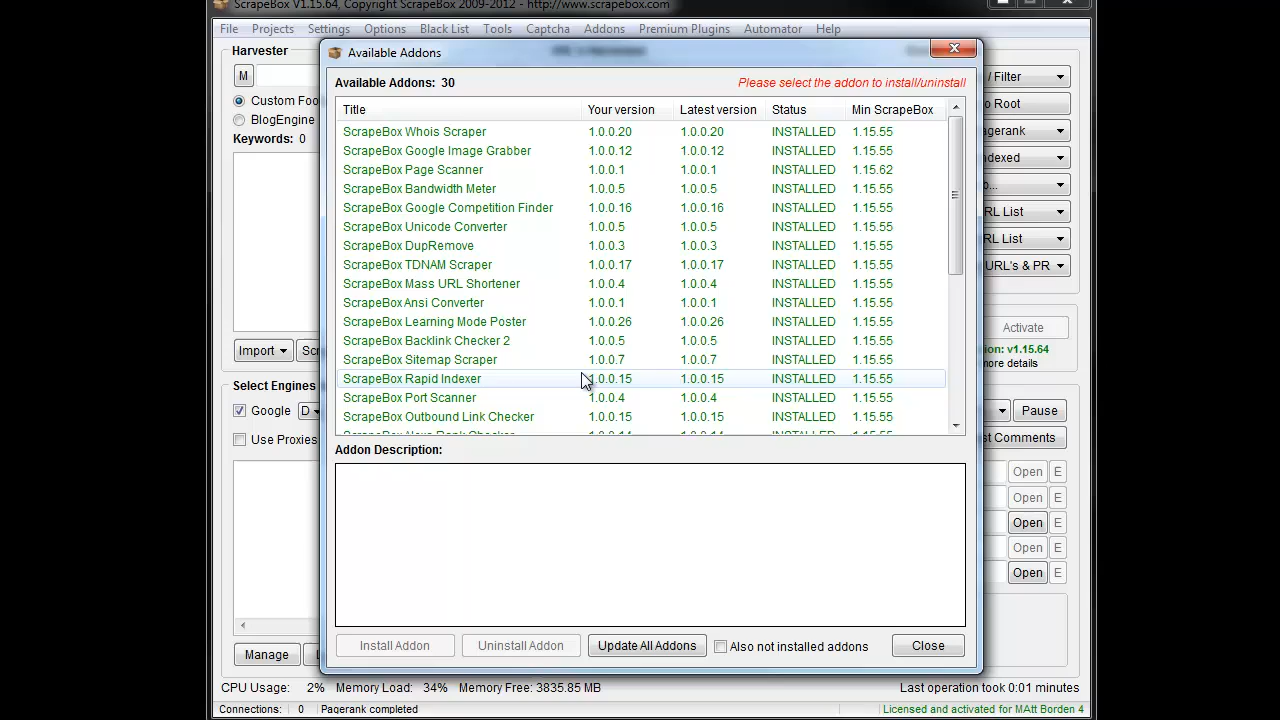 ScrapeBox V1.15.64, Copyright ScrapeBox 2009-2012 - http://www.scrapebox.com
File Projects Settings Options Black List Tools Captcha Addons Premium Plugins Automator Help
Harvester
M
Custom Foo
BlogEngine
Keywords: 0
Import
Select Engines
Google D
Use Proxies
Manage
Available Addons
Available Addons: 30 Please select the addon to install/uninstall
Title Your version Latest version Status Min ScrapeBox
ScrapeBox Whois Scraper 1.0.0.20 1.0.0.20 INSTALLED 1.15.55
ScrapeBox Google Image Grabber 1.0.0.12 1.0.0.12 INSTALLED 1.15.55
ScrapeBox Page Scanner 1.0.0.1 1.0.0.1 INSTALLED 1.15.62
ScrapeBox Bandwidth Meter 1.0.0.5 1.0.0.5 INSTALLED 1.15.55
ScrapeBox Google Competition Finder 1.0.0.16 1.0.0.16 INSTALLED 1.15.55
ScrapeBox Unicode Converter 1.0.0.5 1.0.0.5 INSTALLED 1.15.55
ScrapeBox DupRemove 1.0.0.3 1.0.0.3 INSTALLED 1.15.55
ScrapeBox TDNAM Scraper 1.0.0.17 1.0.0.17 INSTALLED 1.15.55
ScrapeBox Mass URL Shortener 1.0.0.4 1.0.0.4 INSTALLED 1.15.55
ScrapeBox Ansi Converter 1.0.0.1 1.0.0.1 INSTALLED 1.15.55
ScrapeBox Learning Mode Poster 1.0.0.26 1.0.0.26 INSTALLED 1.15.55
ScrapeBox Backlink Checker 2 1.0.0.5 1.0.0.5 INSTALLED 1.15.55
ScrapeBox Sitemap Scraper 1.0.0.7 1.0.0.7 INSTALLED 1.15.55
ScrapeBox Rapid Indexer 1.0.0.15 1.0.0.15 INSTALLED 1.15.55
ScrapeBox Port Scanner 1.0.0.4 1.0.0.4 INSTALLED 1.15.55
ScrapeBox Outbound Link Checker 1.0.0.15 1.0.0.15 INSTALLED 1.15.55
Addon Description:
Install Addon Uninstall Addon Update All Addons Also not installed addons Close
/ Filter
o Root
agerank
ndexed
o...
RL List
RL List
URL's & PR
Activate
ion: v1.15.64
more details
Pause
st Comments
Open E
Open E
Open E
Open E
Open E
CPU Usage: 2% Memory Load: 34% Memory Free: 3835.85 MB Last operation took 0:01 minutes
Connections: 0 Pagerank completed Licensed and activated for MAtt Borden 4